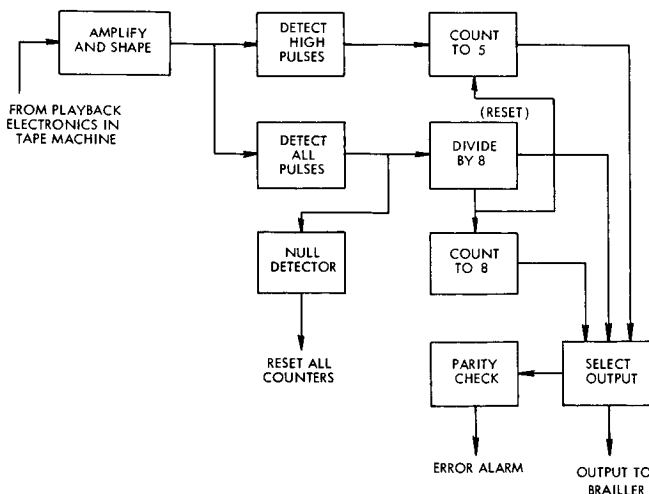 AMPLIFY
AND SHAPE
DETECT
HIGH
PULSES
COUNT
TO 5
FROM PLAYBACK
ELECTRONICS IN
TAPE MACHINE
(RESET)
DETECT
ALL
PULSES
DIVIDE
BY 8
NULL
DETECTOR
COUNT
TO 8
RESET ALL
COUNTERS
PARITY
CHECK
SELECT
OUTPUT
ERROR ALARM
OUTPUT TO
BRAILLER